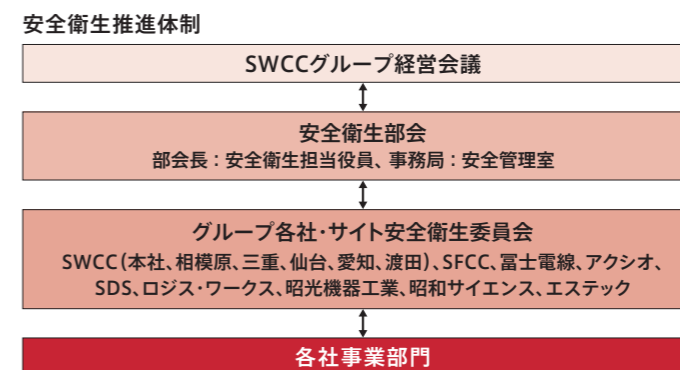 安全衛生推進体制
SWCCグループ経営会議
安全衛生部会
部会長：安全衛生担当役員、事務局：安全管理室
グループ各社・サイト安全衛生委員会
SWCC（本社、相模原、三重、仙台、愛知、渡田）、SFCC、冨士電線、アクシオ、
SDS、ロジス・ワークス、昭光機器工業、昭和サイエンス、エステック
各社事業部門